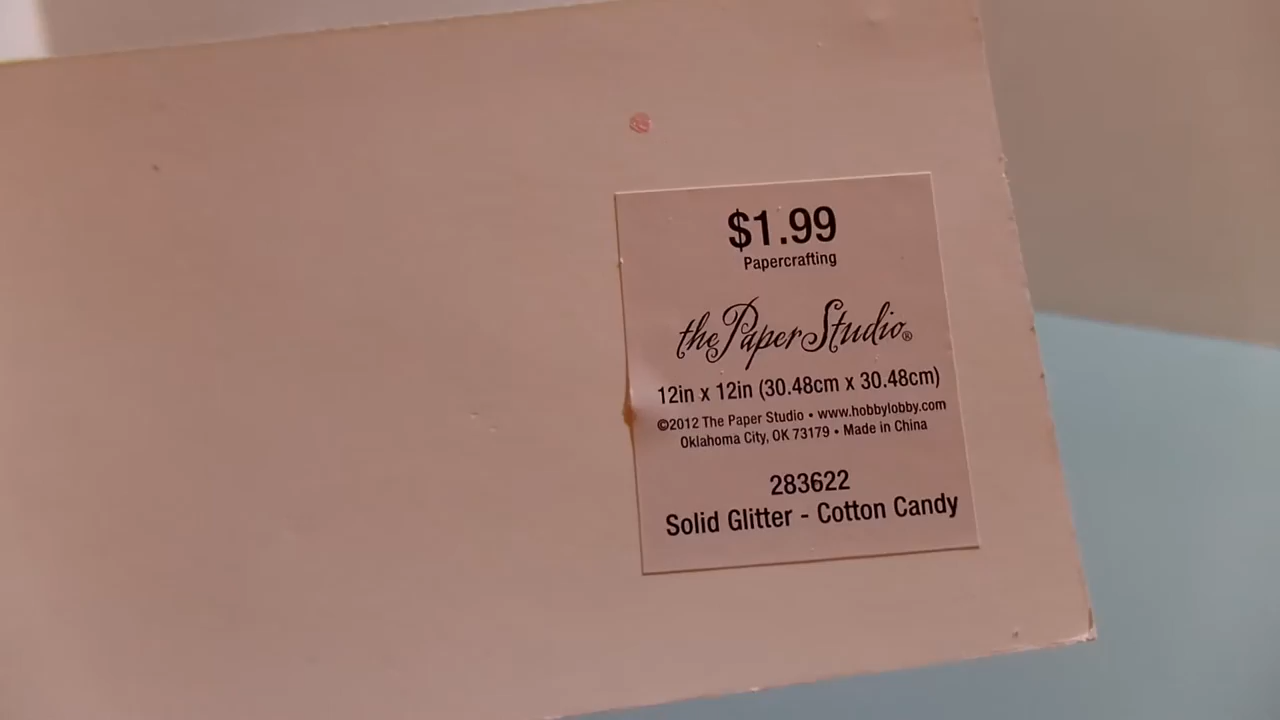 $1.99
Papercrafting
the Paper Studio®
12in x 12in (30.48cm x 30.48cm)
©2012 The Paper Studio • www.hobbylobby.com
Oklahoma City, OK 73179 • Made in China
283622
Solid Glitter - Cotton Candy